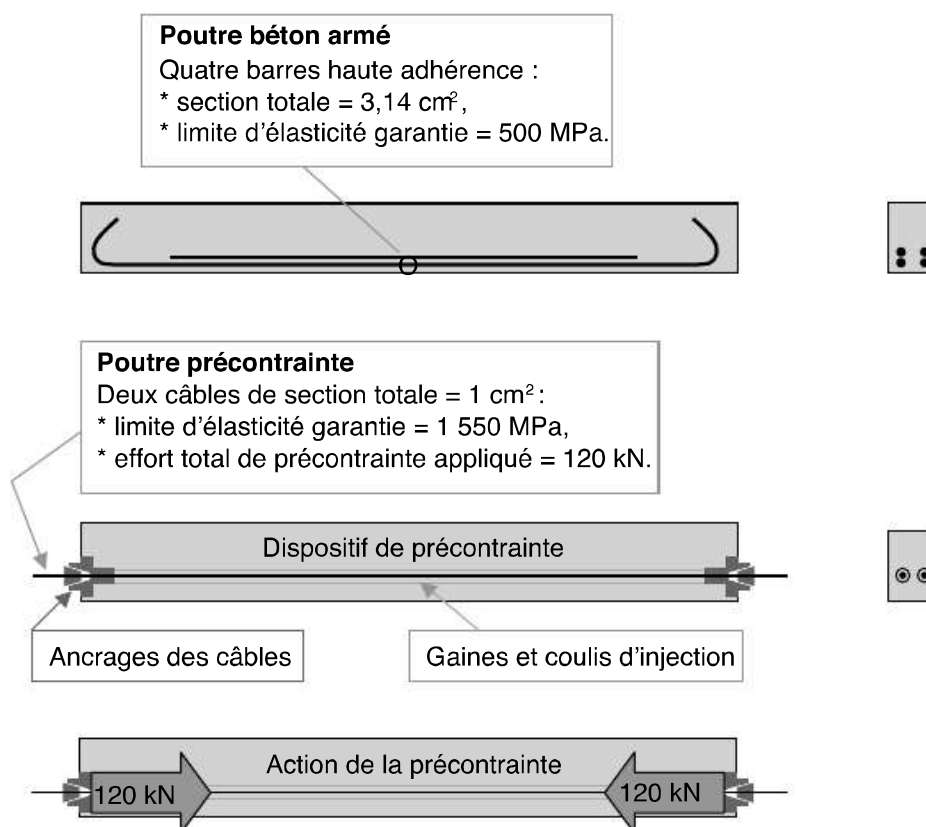 Poutre béton armé
Quatre barres haute adhérence :
* section totale = 3,14 cm²,
* limite d'élasticité garantie = 500 MPa.
Poutre précontrainte
Deux câbles de section totale = 1 cm² :
* limite d'élasticité garantie = 1 550 MPa,
* effort total de précontrainte appliqué = 120 kN.
Dispositif de précontrainte
Ancrages des câbles
Gaines et coulis d'injection
Action de la précontrainte
120 kN
120 kN